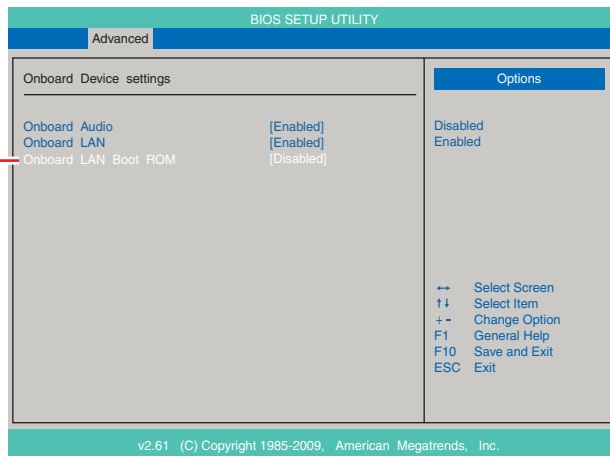 BIOS SETUP UTILITY
Advanced
Onboard Device settings
Onboard Audio [Enabled]
Onboard LAN [Enabled]
Onboard LAN Boot ROM [Disabled]
Options
Disabled
Enabled
↔ Select Screen
↑↓ Select Item
+- Change Option
F1 General Help
F10 Save and Exit
ESC Exit
v2.61 (C) Copyright 1985-2009, American Megatrends, Inc.